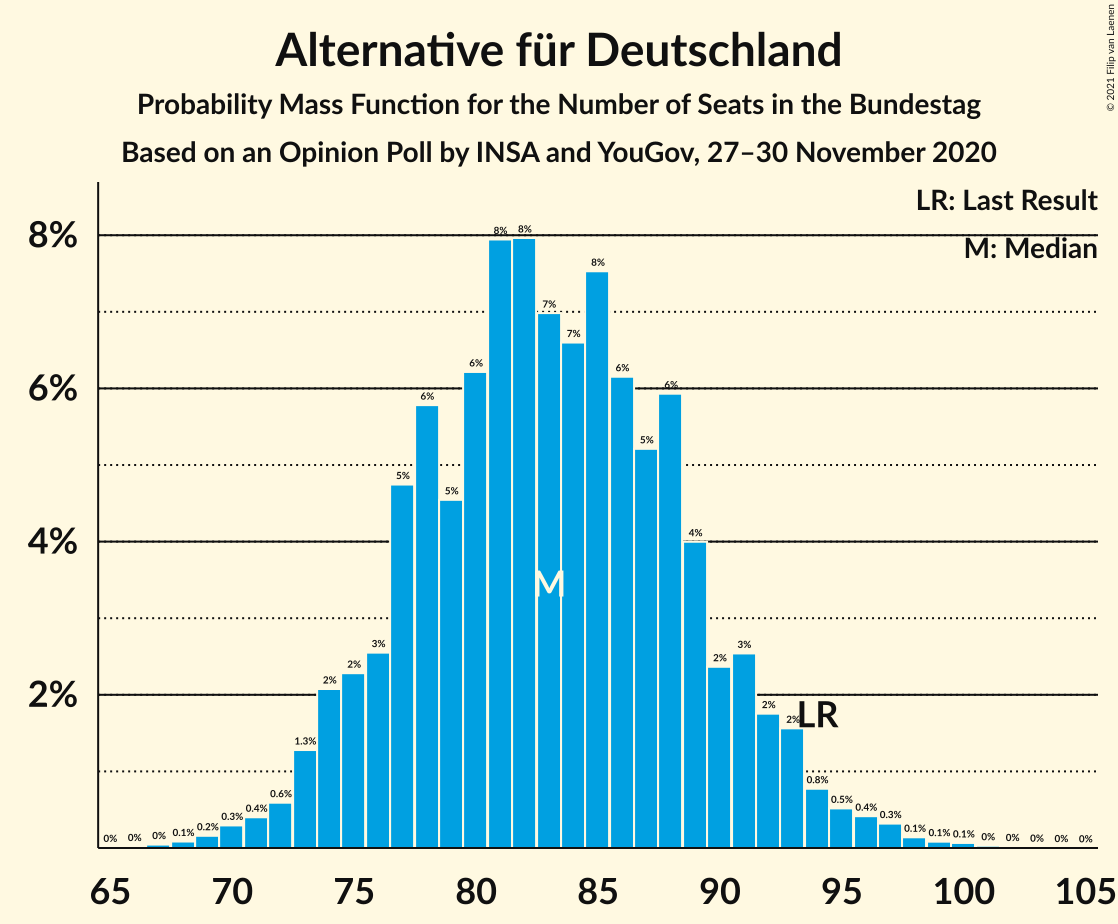 Alternative für Deutschland
Probability Mass Function for the Number of Seats in the Bundestag
Based on an Opinion Poll by INSA and YouGov, 27–30 November 2020
© 2021 Filip van Laenen
LR: Last Result
M: Median
8%
6%
4%
2%
0% 0% 0% 0.1% 0.2% 0.3% 0.4% 0.6% 1.3% 2% 2% 3% 5% 6% 5% 6% 8% 8% 7% 7% 8% 6% 5% 6% 4% 2% 3% 2% 2% 0.8% 0.5% 0.4% 0.3% 0.1% 0.1% 0.1% 0% 0% 0% 0% 0%
M
LR
65 70 75 80 85 90 95 100 105